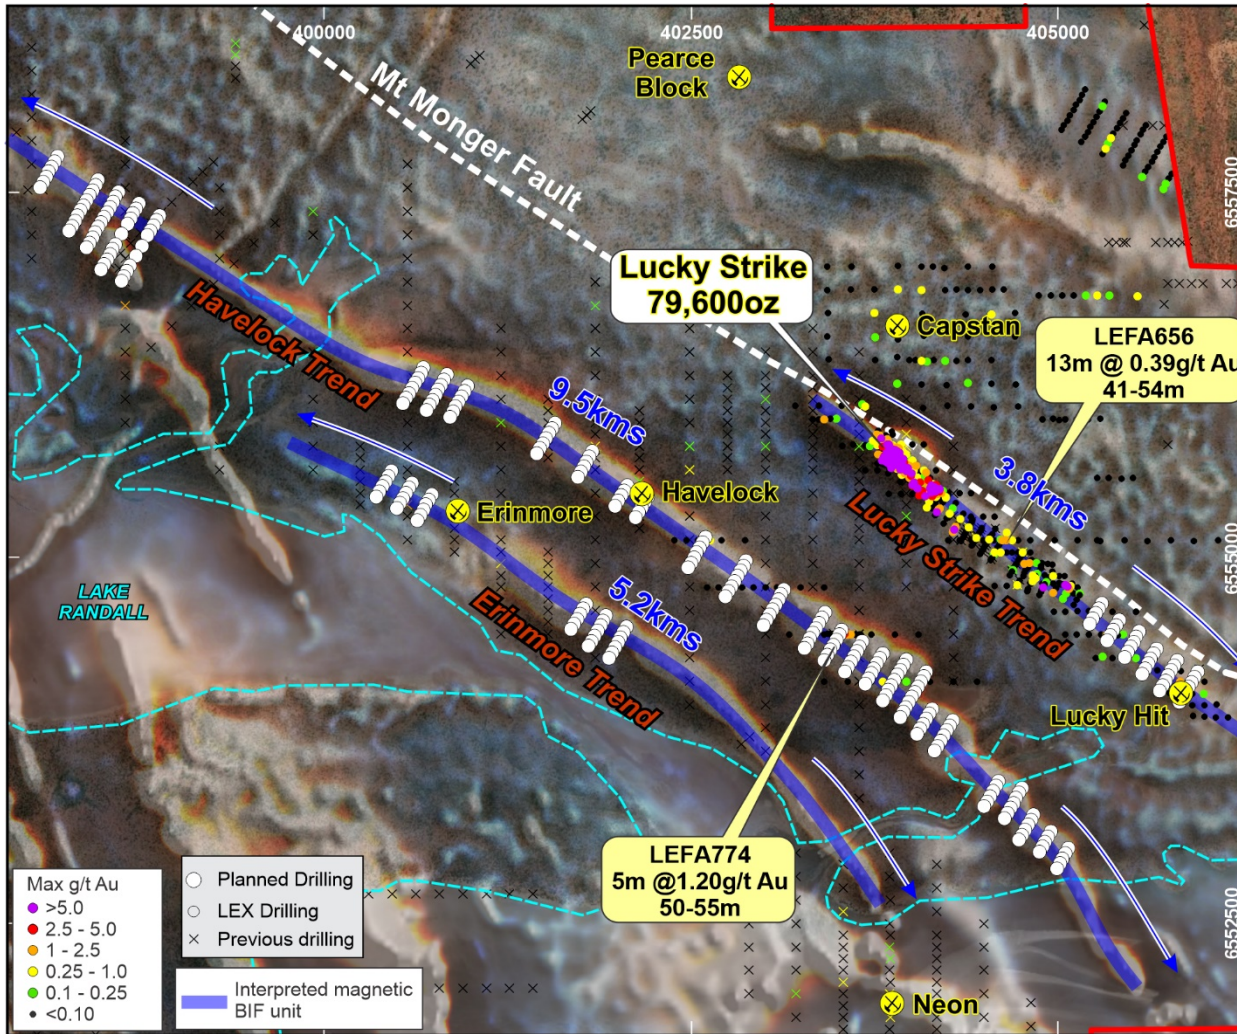 400000
402500
405000
Pearce
Block
Mt Monger Fault
6557500
Lucky Strike
79,600oz
Capstan
LEFA656
13m @ 0.39g/t Au
41-54m
Havelock Trend
9.5kms
3.8kms
Havelock
Erinmore
Lucky Strike Trend
6555000
LAKE
RANDALL
5.2kms
Erinmore Trend
Lucky Hit
LEFA774
5m @1.20g/t Au
50-55m
Max g/t Au
>5.0
2.5 - 5.0
1 - 2.5
0.25 - 1.0
0.1 - 0.25
<0.10
Planned Drilling
LEX Drilling
Previous drilling
Interpreted magnetic
BIF unit
6552500
Neon